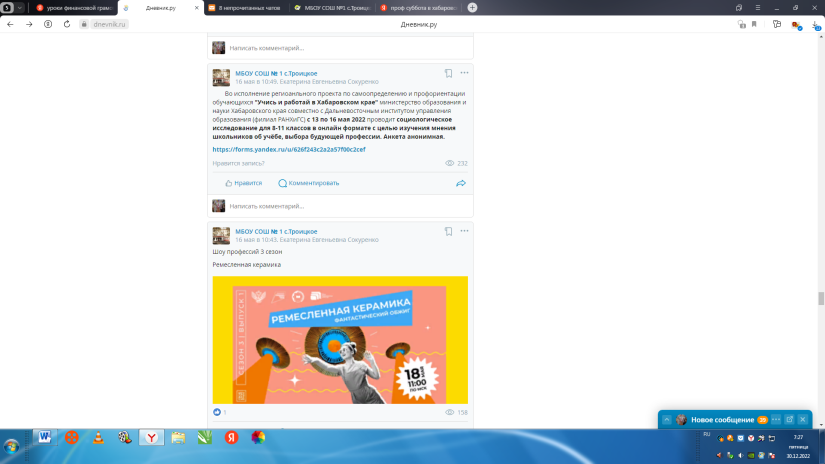 уроки финансовой грам
Дневник.ру
8 непрочитанных чатов
МБОУ СОШ №1 с.Троицк
проф суббота в хабаров
dnevnik.ru
Дневник.ру
Написать комментарий...
МБОУ СОШ № 1 с.Троицкое
16 мая в 10:49. Екатерина Евгеньевна Сокуренко
Во исполнение регионального проекта по самоопределению и профориентации
обучающихся "Учись и работай в Хабаровском крае" министерство образования и
науки Хабаровского края совместно с Дальневосточным институтом управления
образования (филиал РАНХиГС) с 13 по 16 мая 2022 проводит социологическое
исследование для 8-11 классов в онлайн формате с целью изучения мнения
школьников об учёбе, выбора будующей профессии. Анкета анонимная.
https://forms.yandex.ru/u/626f243c2a2a57f00c2cef
Нравится запись?
232
Нравится
Комментировать
Написать комментарий...
МБОУ СОШ № 1 с.Троицкое
16 мая в 10:43. Екатерина Евгеньевна Сокуренко
Шоу профессий 3 сезон
Ремесленная керамика
СЕЗОН 3 | ВЫПУСК 1
РЕМЕСЛЕННАЯ КЕРАМИКА
ФАНТАСТИЧЕСКИЙ ОБЖИГ
18 МАЯ
11:00
ПО МСК
1
158
Новое сообщение
RU
7:27
пятница
30.12.2022